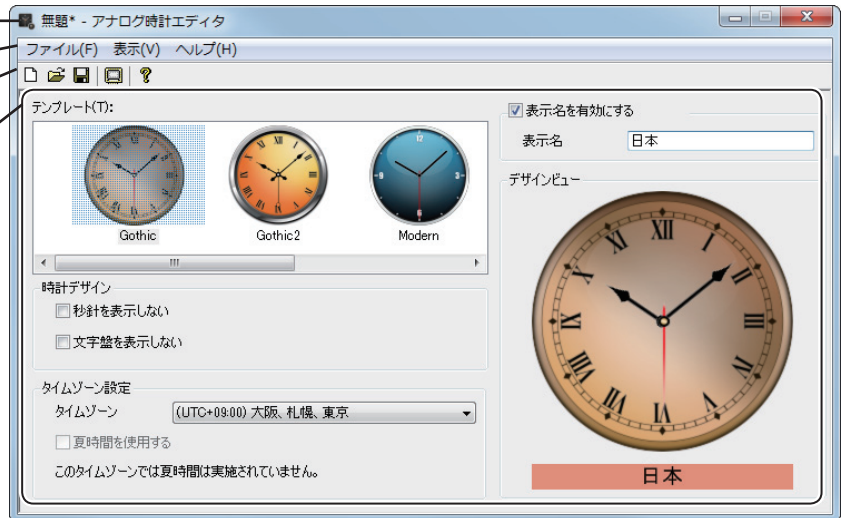 無題* - アナログ時計エディタ
ファイル(F) 表示(V) ヘルプ(H)
テンプレート(T):
Gothic
Gothic2
Modern
時計デザイン
秒針を表示しない
文字盤を表示しない
タイムゾーン設定
タイムゾーン (UTC+09:00) 大阪、札幌、東京
夏時間を使用する
このタイムゾーンでは夏時間は実施されていません。
表示名を有効にする
表示名 日本
デザインビュー
XII
I
III
VIII
IX
XI
日本